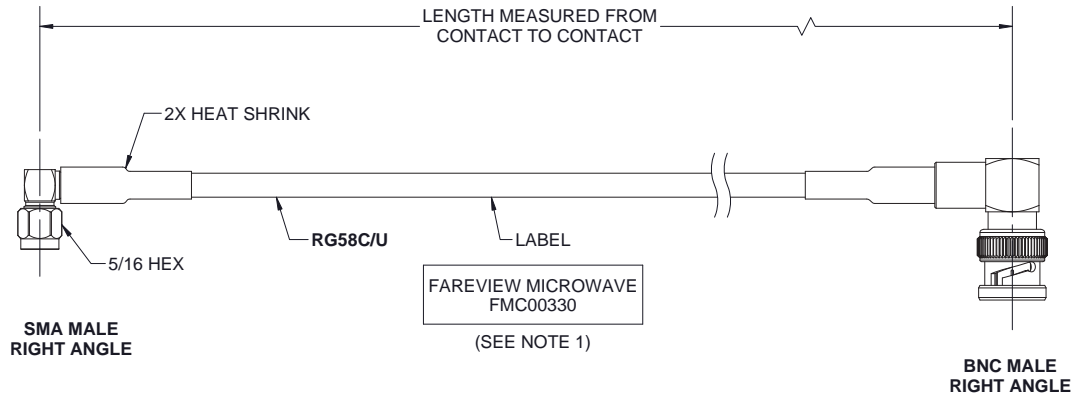 LENGTH MEASURED FROM
CONTACT TO CONTACT
2X HEAT SHRINK
RG58C/U
LABEL
5/16 HEX
FAREVIEW MICROWAVE
FMC00330
(SEE NOTE 1)
SMA MALE
RIGHT ANGLE
BNC MALE
RIGHT ANGLE